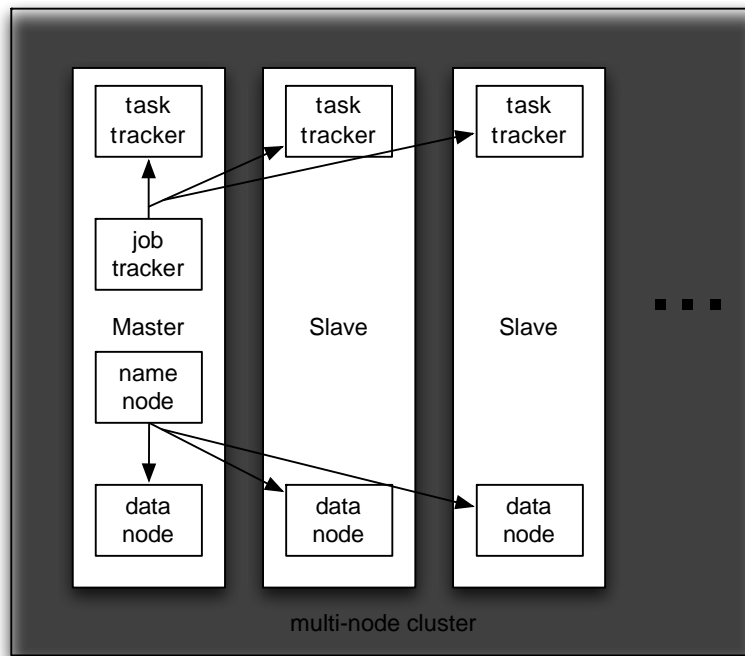 task
tracker
task
tracker
task
tracker
job
tracker
Master
Slave
Slave
name
node
data
node
data
node
data
node
multi-node cluster